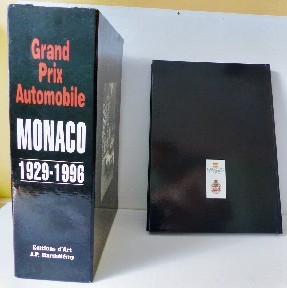 Grand
Prix
Automobile
MONACO
1929-1996
Editions d'Art
J.P. Barthélémy